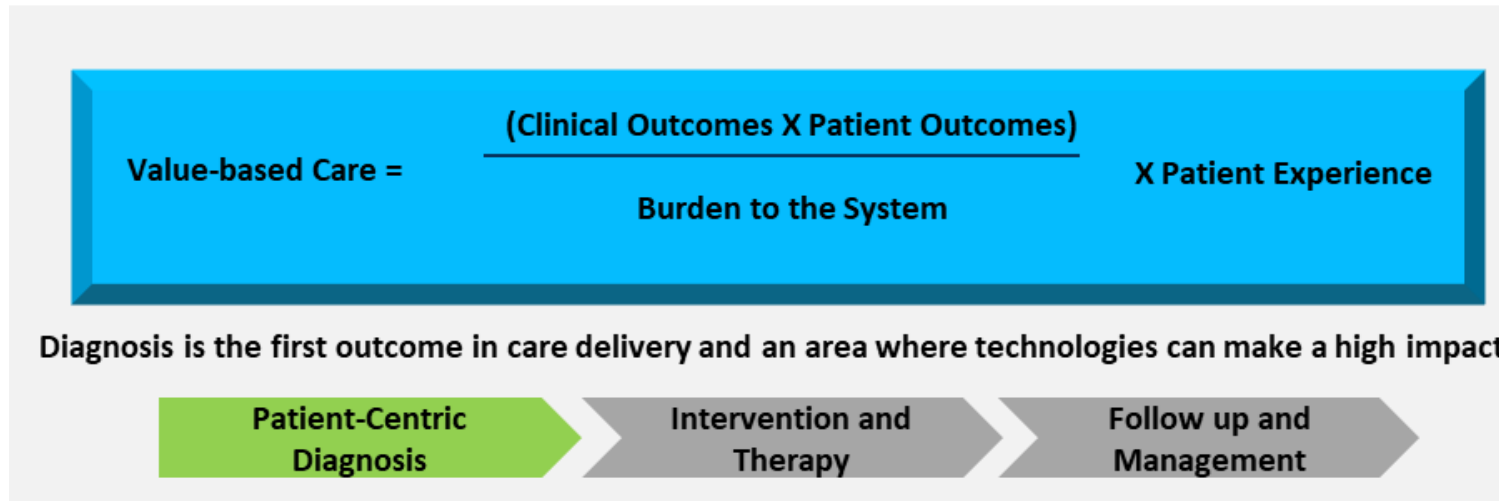 (Clinical Outcomes X Patient Outcomes)
Value-based Care =
X Patient Experience
Burden to the System
Diagnosis is the first outcome in care delivery and an area where technologies can make a high impact
Patient-Centric
Diagnosis
Intervention and
Therapy
Follow up and
Management